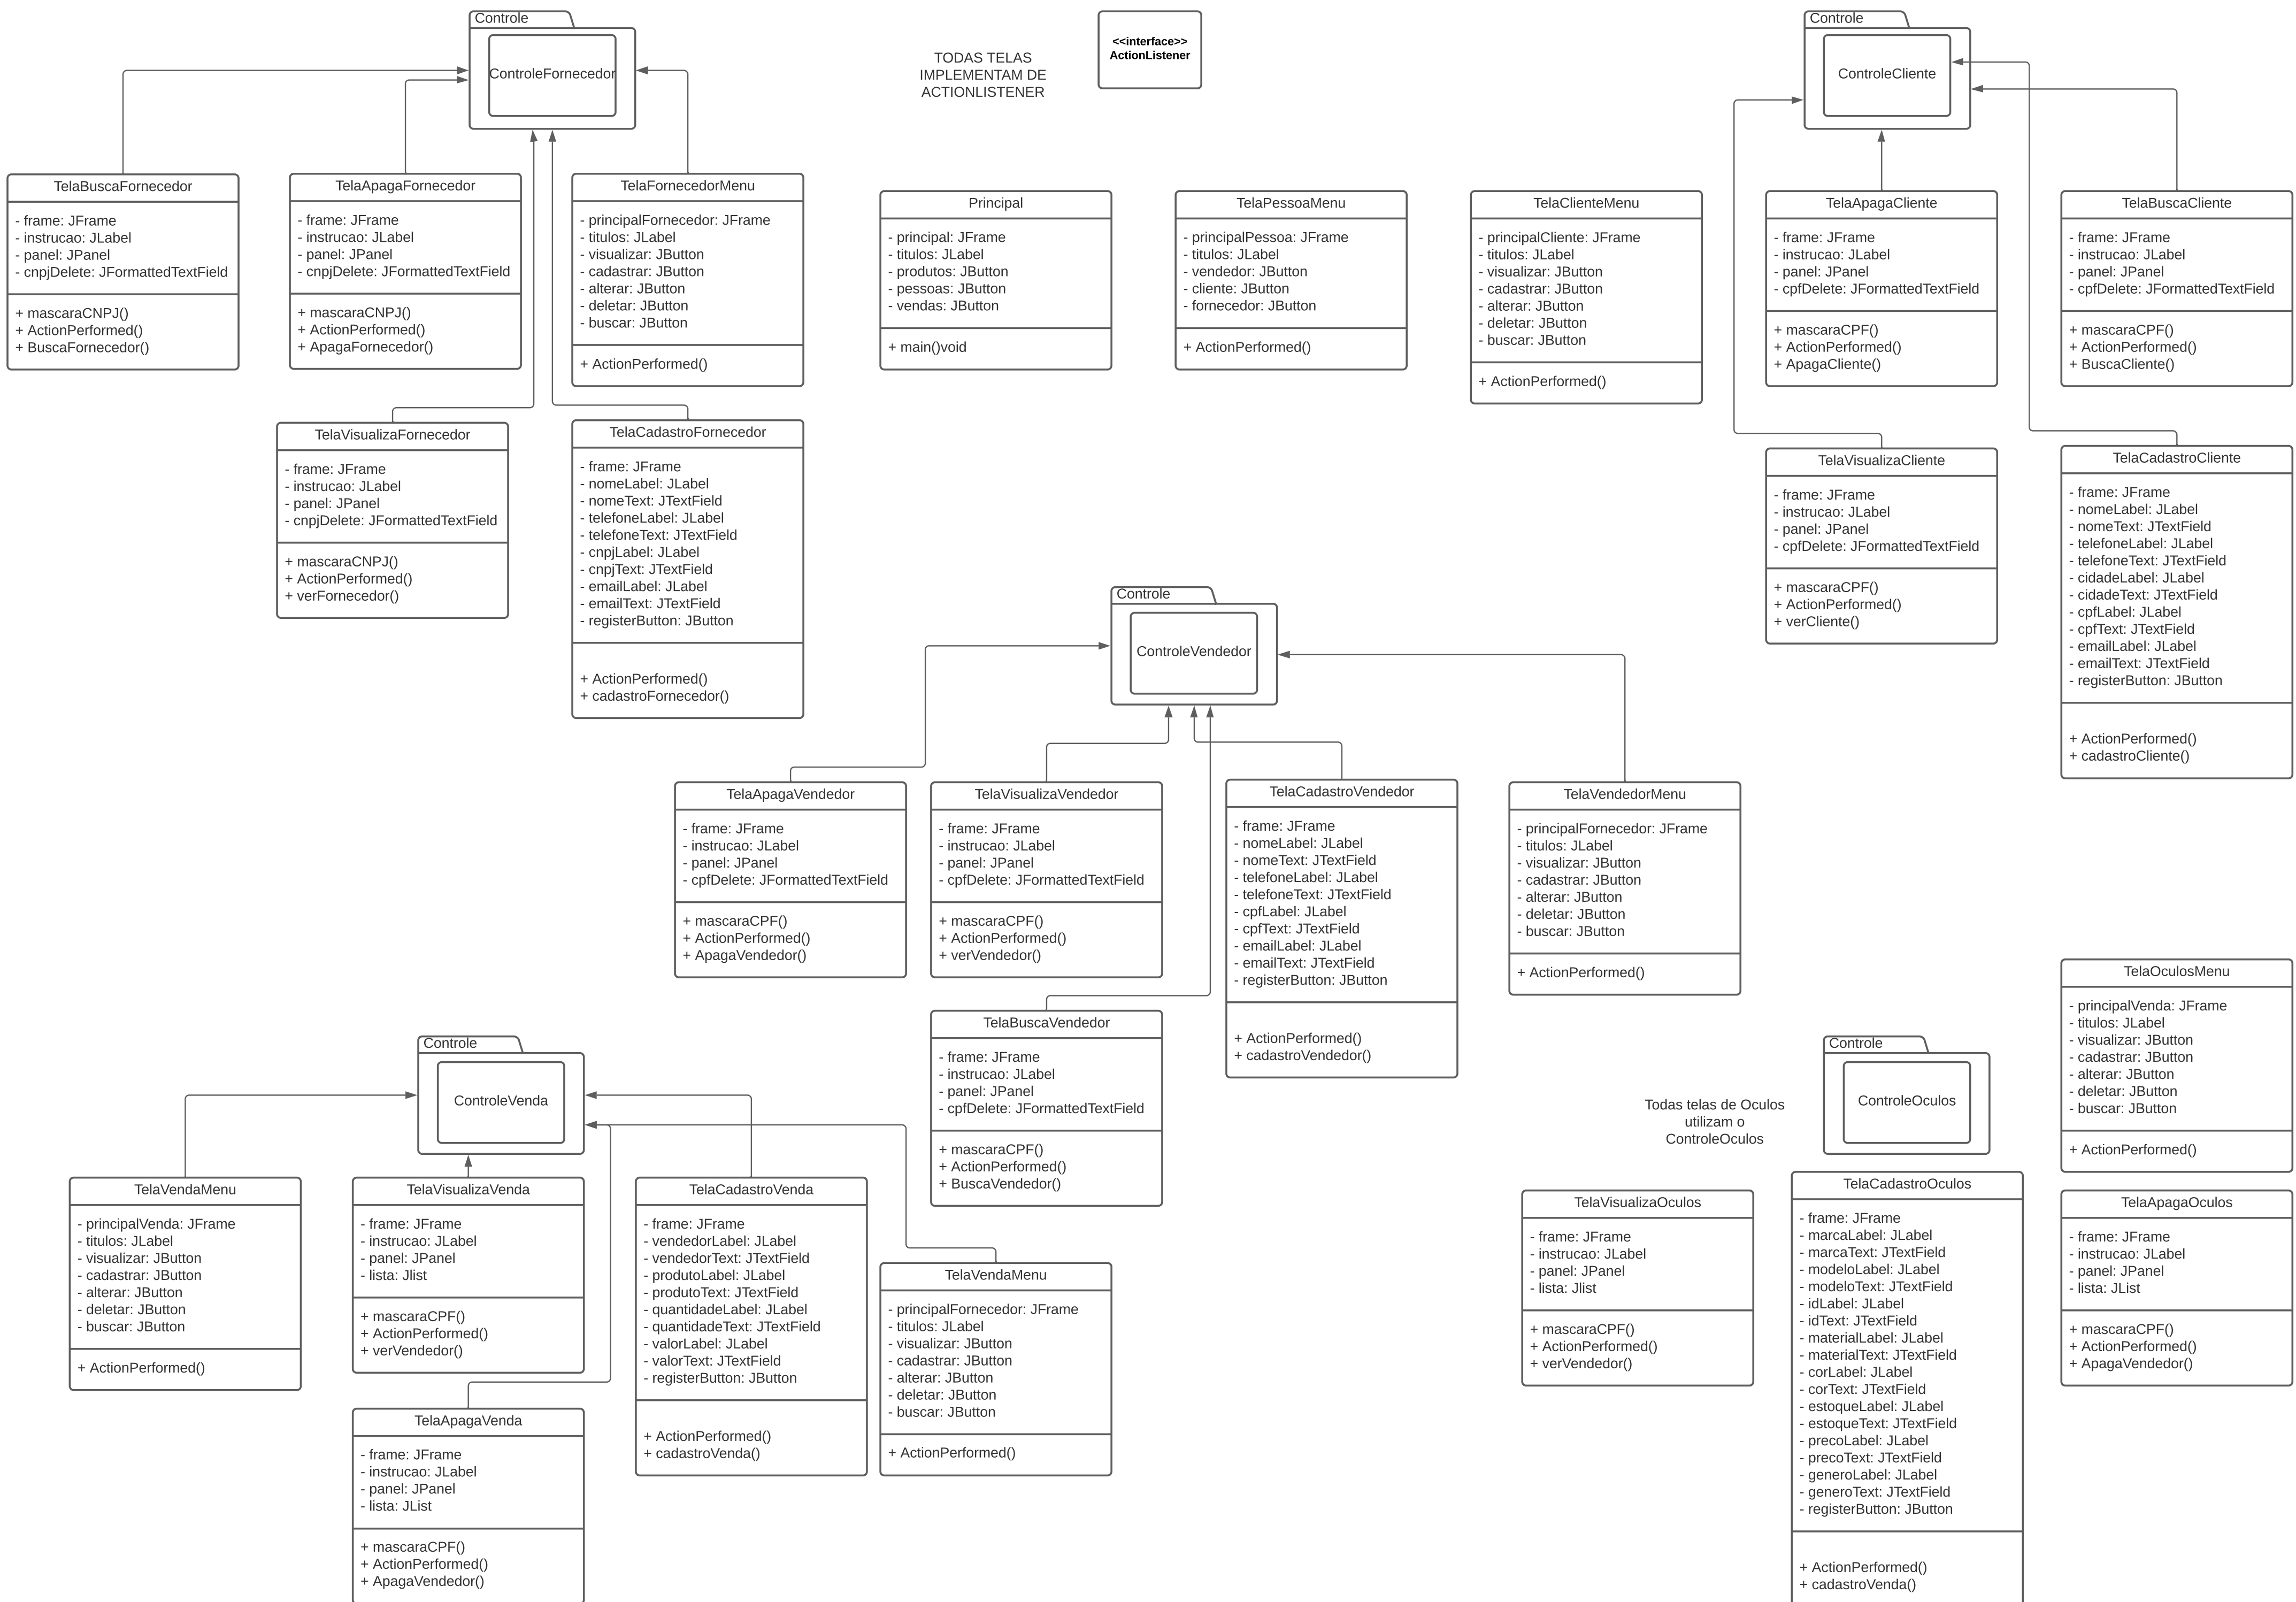 Controle
ControleFornecedor
TODAS TELAS
IMPLEMENTAM DE
ACTIONLISTENER
<<interface>>
ActionListener
Controle
ControleCliente
TelaBuscaFornecedor
- frame: JFrame
- instrucao: JLabel
- panel: JPanel
- cnpjDelete: JFormattedTextField
+ mascaraCNPJ()
+ ActionPerformed()
+ BuscaFornecedor()
TelaApagaFornecedor
- frame: JFrame
- instrucao: JLabel
- panel: JPanel
- cnpjDelete: JFormattedTextField
+ mascaraCNPJ()
+ ActionPerformed()
+ ApagaFornecedor()
TelaFornecedorMenu
- principalFornecedor: JFrame
- titulos: JLabel
- visualizar: JButton
- cadastrar: JButton
- alterar: JButton
- deletar: JButton
- buscar: JButton
+ ActionPerformed()
Principal
- principal: JFrame
- titulos: JLabel
- produtos: JButton
- pessoas: JButton
- vendas: JButton
+ main()void
TelaPessoaMenu
- principalPessoa: JFrame
- titulos: JLabel
- vendedor: JButton
- cliente: JButton
- fornecedor: JButton
+ ActionPerformed()
TelaClienteMenu
- principalCliente: JFrame
- titulos: JLabel
- visualizar: JButton
- cadastrar: JButton
- alterar: JButton
- deletar: JButton
- buscar: JButton
+ ActionPerformed()
TelaApagaCliente
- frame: JFrame
- instrucao: JLabel
- panel: JPanel
- cpfDelete: JFormattedTextField
+ mascaraCPF()
+ ActionPerformed()
+ ApagaCliente()
TelaBuscaCliente
- frame: JFrame
- instrucao: JLabel
- panel: JPanel
- cpfDelete: JFormattedTextField
+ mascaraCPF()
+ ActionPerformed()
+ BuscaCliente()
TelaVisualizaFornecedor
- frame: JFrame
- instrucao: JLabel
- panel: JPanel
- cnpjDelete: JFormattedTextField
+ mascaraCNPJ()
+ ActionPerformed()
+ verFornecedor()
TelaCadastroFornecedor
- frame: JFrame
- nomeLabel: JLabel
- nomeText: JTextField
- telefoneLabel: JLabel
- telefoneText: JTextField
- cnpjLabel: JLabel
- cnpjText: JTextField
- emailLabel: JLabel
- emailText: JTextField
- registerButton: JButton
+ ActionPerformed()
+ cadastroFornecedor()
TelaVisualizaCliente
- frame: JFrame
- instrucao: JLabel
- panel: JPanel
- cpfDelete: JFormattedTextField
+ mascaraCPF()
+ ActionPerformed()
+ verCliente()
TelaCadastroCliente
- frame: JFrame
- nomeLabel: JLabel
- nomeText: JTextField
- telefoneLabel: JLabel
- telefoneText: JTextField
- cidadeLabel: JLabel
- cidadeText: JTextField
- cpfLabel: JLabel
- cpfText: JTextField
- emailLabel: JLabel
- emailText: JTextField
- registerButton: JButton
+ ActionPerformed()
+ cadastroCliente()
Controle
ControleVendedor
TelaApagaVendedor
- frame: JFrame
- instrucao: JLabel
- panel: JPanel
- cpfDelete: JFormattedTextField
+ mascaraCPF()
+ ActionPerformed()
+ ApagaVendedor()
TelaVisualizaVendedor
- frame: JFrame
- instrucao: JLabel
- panel: JPanel
- cpfDelete: JFormattedTextField
+ mascaraCPF()
+ ActionPerformed()
+ verVendedor()
TelaCadastroVendedor
- frame: JFrame
- nomeLabel: JLabel
- nomeText: JTextField
- telefoneLabel: JLabel
- telefoneText: JTextField
- cpfLabel: JLabel
- cpfText: JTextField
- emailLabel: JLabel
- emailText: JTextField
- registerButton: JButton
+ ActionPerformed()
+ cadastroVendedor()
TelaVendedorMenu
- principalFornecedor: JFrame
- titulos: JLabel
- visualizar: JButton
- cadastrar: JButton
- alterar: JButton
- deletar: JButton
- buscar: JButton
+ ActionPerformed()
TelaBuscaVendedor
- frame: JFrame
- instrucao: JLabel
- panel: JPanel
- cpfDelete: JFormattedTextField
+ mascaraCPF()
+ ActionPerformed()
+ BuscaVendedor()
TelaOculosMenu
- principalVenda: JFrame
- titulos: JLabel
- visualizar: JButton
- cadastrar: JButton
- alterar: JButton
- deletar: JButton
- buscar: JButton
+ ActionPerformed()
Controle
ControleVenda
Controle
ControleOculos
Todas telas de Oculos
utilizam o
ControleOculos
TelaVendaMenu
- principalVenda: JFrame
- titulos: JLabel
- visualizar: JButton
- cadastrar: JButton
- alterar: JButton
- deletar: JButton
- buscar: JButton
+ ActionPerformed()
TelaVisualizaVenda
- frame: JFrame
- instrucao: JLabel
- panel: JPanel
- lista: Jlist
+ mascaraCPF()
+ ActionPerformed()
+ verVendedor()
TelaCadastroVenda
- frame: JFrame
- vendedorLabel: JLabel
- vendedorText: JTextField
- produtoLabel: JLabel
- produtoText: JTextField
- quantidadeLabel: JLabel
- quantidadeText: JTextField
- valorLabel: JLabel
- valorText: JTextField
- registerButton: JButton
+ ActionPerformed()
+ cadastroVenda()
TelaVendaMenu
- principalFornecedor: JFrame
- titulos: JLabel
- visualizar: JButton
- cadastrar: JButton
- alterar: JButton
- deletar: JButton
- buscar: JButton
+ ActionPerformed()
TelaVisualizaOculos
- frame: JFrame
- instrucao: JLabel
- panel: JPanel
- lista: Jlist
+ mascaraCPF()
+ ActionPerformed()
+ verVendedor()
TelaCadastroOculos
- frame: JFrame
- marcaLabel: JLabel
- marcaText: JTextField
- modeloLabel: JLabel
- modeloText: JTextField
- idLabel: JLabel
- idText: JTextField
- materialLabel: JLabel
- materialText: JTextField
- corLabel: JLabel
- corText: JTextField
- estoqueLabel: JLabel
- estoqueText: JTextField
- precoLabel: JLabel
- precoText: JTextField
- generoLabel: JLabel
- generoText: JTextField
- registerButton: JButton
+ ActionPerformed()
+ cadastroVenda()
TelaApagaOculos
- frame: JFrame
- instrucao: JLabel
- panel: JPanel
- lista: JList
+ mascaraCPF()
+ ActionPerformed()
+ ApagaVendedor()
TelaApagaVenda
- frame: JFrame
- instrucao: JLabel
- panel: JPanel
- lista: JList
+ mascaraCPF()
+ ActionPerformed()
+ ApagaVendedor()